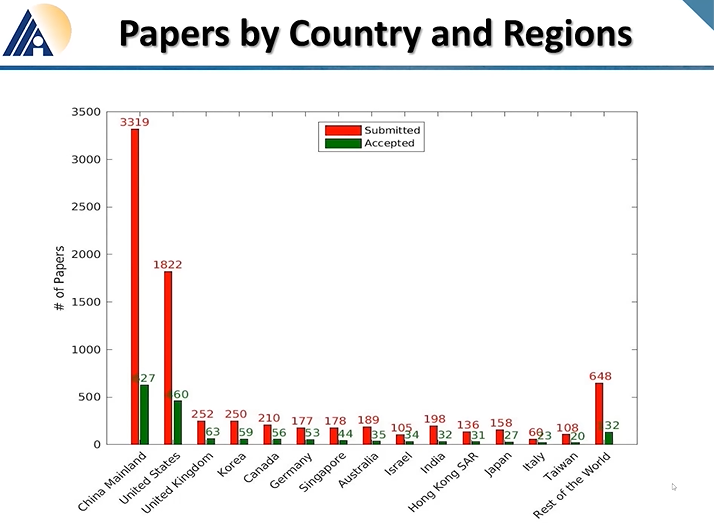 Papers by Country and Regions
# of Papers
3500
3000
2500
2000
1500
1000
500
0
Submitted
Accepted
3319
627
1822
460
252
63
250
59
210
56
177
53
178
44
189
35
105
34
198
32
136
31
158
27
60
23
108
20
648
132
China Mainland
United States
United Kingdom
Korea
Canada
Germany
Singapore
Australia
Israel
India
Hong Kong SAR
Japan
Italy
Taiwan
Rest of the World